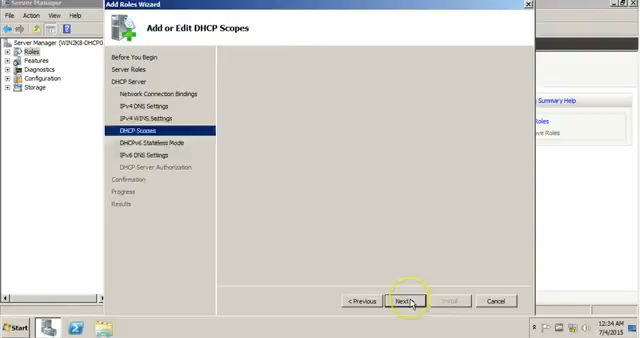 Server Manager
File Action View Help
Server Manager (WIN2K8-DHCP0
Roles
Features
Diagnostics
Configuration
Storage
Add Roles Wizard
Add or Edit DHCP Scopes
Before You Begin
Server Roles
DHCP Server
Network Connection Bindings
IPv4 DNS Settings
IPv4 WINS Settings
DHCP Scopes
DHCPv6 Stateless Mode
IPv6 DNS Settings
DHCP Server Authorization
Confirmation
Progress
Results
< Previous
Next
Install
Cancel
Summary Help
Roles
ve Roles
Start
12:34 AM
7/4/2015